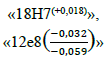 «18H7⁽⁺⁰,⁰¹⁸⁾»,
«12e8(−0,032/−0,059)»